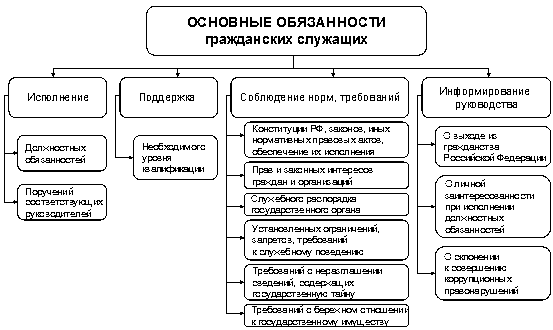 ОСНОВНЫЕ ОБЯЗАННОСТИ
гражданских служащих
Исполнение
Должностных
обязанностей
Поручений
соответствующих
руководителей
Поддержка
Необходимого
уровня
квалификации
Соблюдение норм, требований
Конституции РФ, законов, иных
нормативных правовых актов,
обеспечение их исполнения
Прав и законных интересов
граждан и организаций
Служебного распорядка
государственного органа
Установленных ограничений,
запретов, требований
к служебному поведению
Требований о неразглашении
сведений, содержащих
государственную тайну
Требований о бережном отношении
к государственному имуществу
Информирование
руководства
О выходе из
гражданства
Российской Федерации
О личной
заинтересованности
при исполнении
должностных
обязанностей
О склонении
к совершению
коррупционных
правонарушений